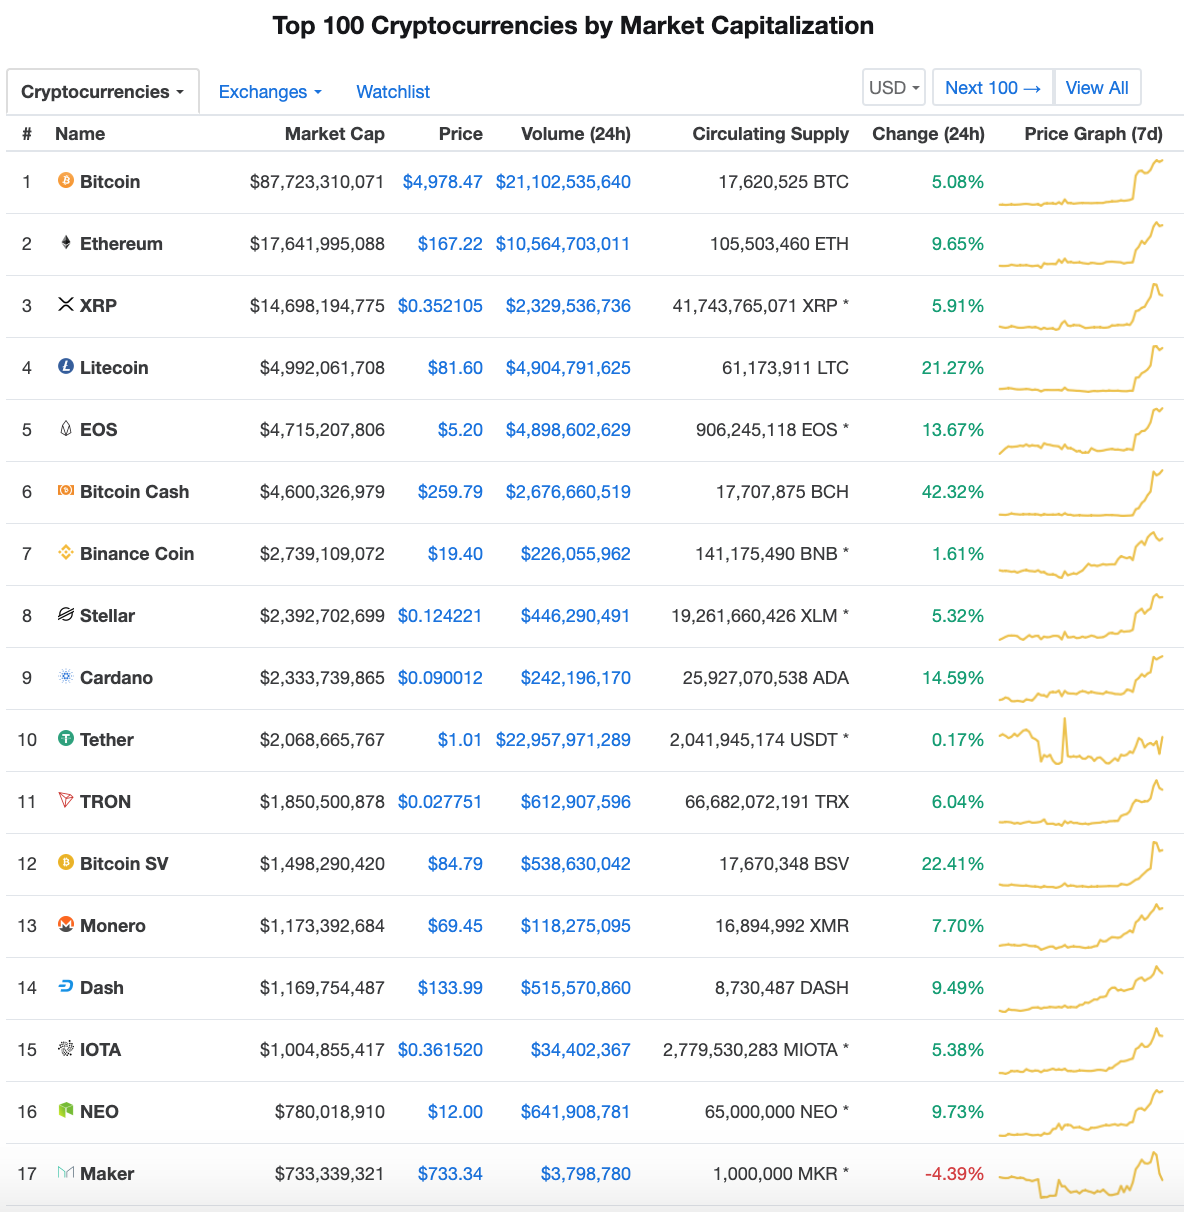 Top 100 Cryptocurrencies by Market Capitalization
Cryptocurrencies Exchanges Watchlist USD Next 100 → View All
# Name Market Cap Price Volume (24h) Circulating Supply Change (24h) Price Graph (7d)
1 Bitcoin $87,723,310,071 $4,978.47 $21,102,535,640 17,620,525 BTC 5.08%
2 Ethereum $17,641,995,088 $167.22 $10,564,703,011 105,503,460 ETH 9.65%
3 XRP $14,698,194,775 $0.352105 $2,329,536,736 41,743,765,071 XRP * 5.91%
4 Litecoin $4,992,061,708 $81.60 $4,904,791,625 61,173,911 LTC 21.27%
5 EOS $4,715,207,806 $5.20 $4,898,602,629 906,245,118 EOS * 13.67%
6 Bitcoin Cash $4,600,326,979 $259.79 $2,676,660,519 17,707,875 BCH 42.32%
7 Binance Coin $2,739,109,072 $19.40 $226,055,962 141,175,490 BNB * 1.61%
8 Stellar $2,392,702,699 $0.124221 $446,290,491 19,261,660,426 XLM * 5.32%
9 Cardano $2,333,739,865 $0.090012 $242,196,170 25,927,070,538 ADA 14.59%
10 Tether $2,068,665,767 $1.01 $22,957,971,289 2,041,945,174 USDT * 0.17%
11 TRON $1,850,500,878 $0.027751 $612,907,596 66,682,072,191 TRX 6.04%
12 Bitcoin SV $1,498,290,420 $84.79 $538,630,042 17,670,348 BSV 22.41%
13 Monero $1,173,392,684 $69.45 $118,275,095 16,894,992 XMR 7.70%
14 Dash $1,169,754,487 $133.99 $515,570,860 8,730,487 DASH 9.49%
15 IOTA $1,004,855,417 $0.361520 $34,402,367 2,779,530,283 MIOTA * 5.38%
16 NEO $780,018,910 $12.00 $641,908,781 65,000,000 NEO * 9.73%
17 Maker $733,339,321 $733.34 $3,798,780 1,000,000 MKR * -4.39%